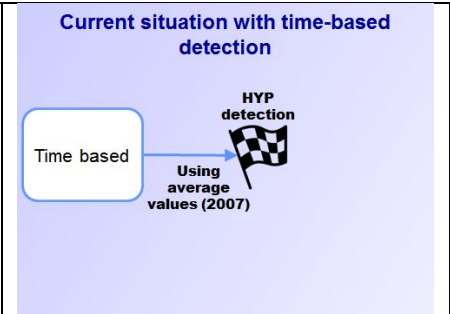 Current situation with time-based
detection
HYP
detection
Time based
Using
average
values (2007)